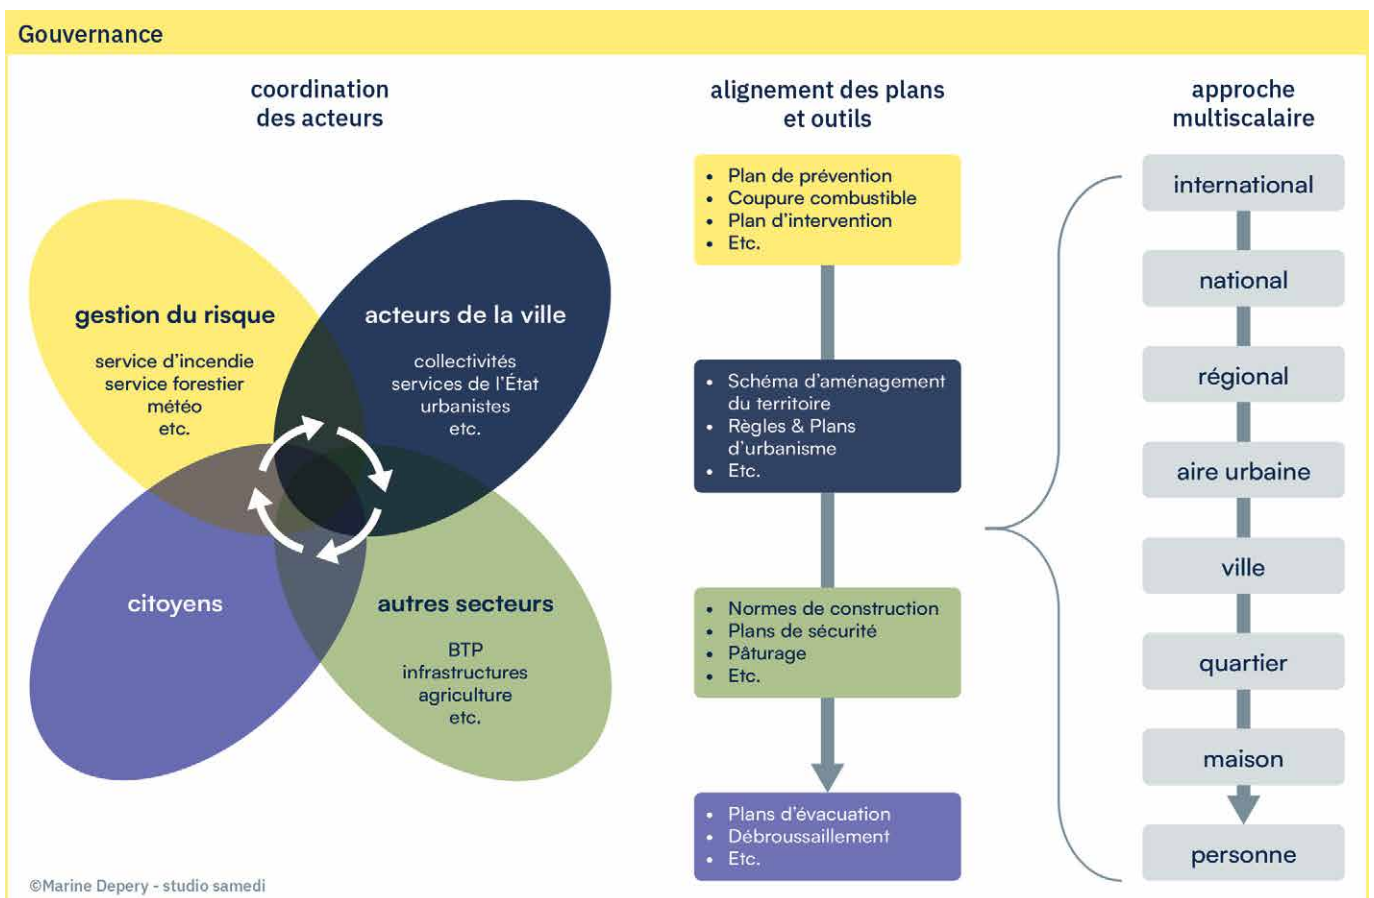 Gouvernance
coordination
des acteurs
gestion du risque
service d'incendie
service forestier
météo
etc.
acteurs de la ville
collectivités
services de l'État
urbanistes
etc.
citoyens
autres secteurs
BTP
infrastructures
agriculture
etc.
alignement des plans
et outils
• Plan de prévention
• Coupure combustible
• Plan d'intervention
• Etc.
• Schéma d'aménagement
du territoire
• Règles & Plans
d'urbanisme
• Etc.
• Normes de construction
• Plans de sécurité
• Pâturage
• Etc.
• Plans d'évacuation
• Débroussaillement
• Etc.
approche
multiscalaire
international
national
régional
aire urbaine
ville
quartier
maison
personne
©Marine Depery - studio samedi